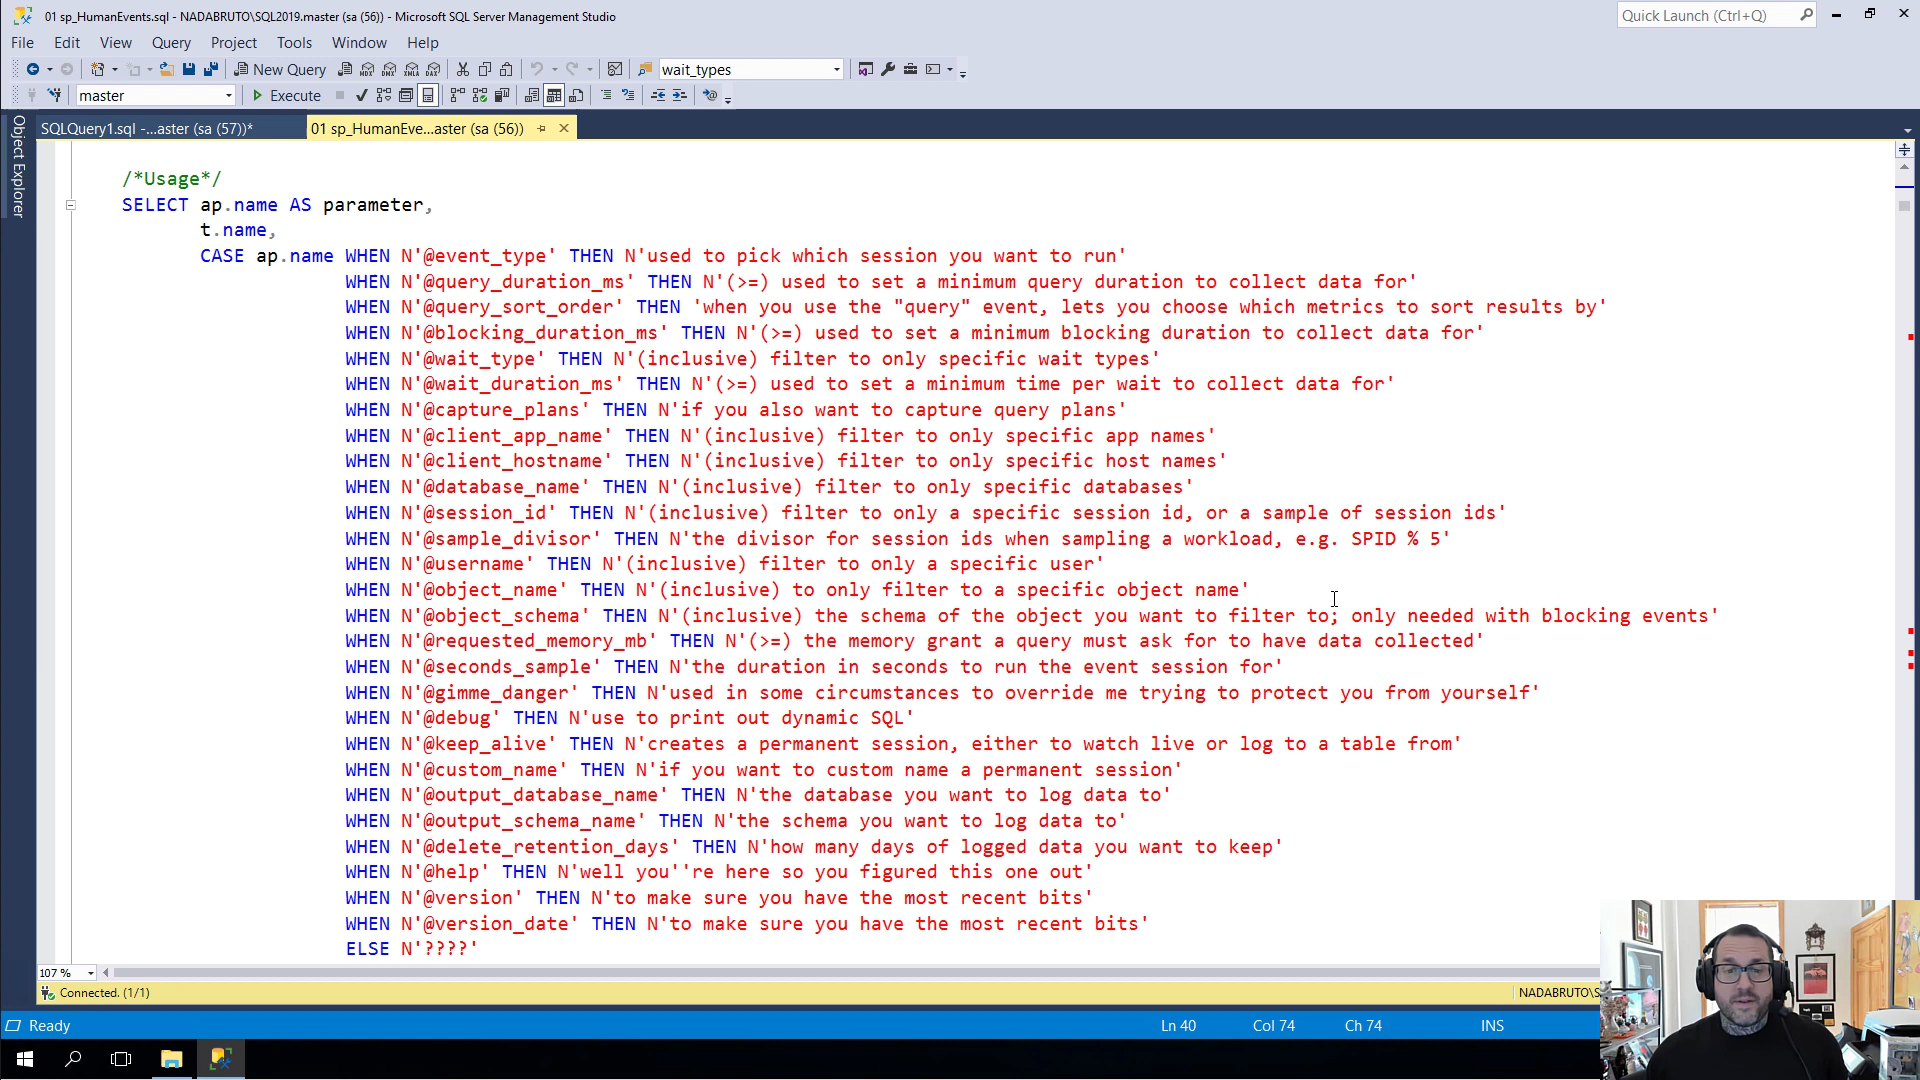 01 sp_HumanEvents.sql - NADABRUTO\SQL2019.master (sa (56)) - Microsoft SQL Server Management Studio
Quick Launch (Ctrl+Q)
File Edit View Query Project Tools Window Help
New Query wait_types
master Execute
SQLQuery1.sql -...aster (sa (57))* 01 sp_HumanEve...aster (sa (56))
Object Explorer
/*Usage*/
SELECT ap.name AS parameter,
t.name,
CASE ap.name WHEN N'@event_type' THEN N'used to pick which session you want to run'
WHEN N'@query_duration_ms' THEN N'(>=) used to set a minimum query duration to collect data for'
WHEN N'@query_sort_order' THEN 'when you use the "query" event, lets you choose which metrics to sort results by'
WHEN N'@blocking_duration_ms' THEN N'(>=) used to set a minimum blocking duration to collect data for'
WHEN N'@wait_type' THEN N'(inclusive) filter to only specific wait types'
WHEN N'@wait_duration_ms' THEN N'(>=) used to set a minimum time per wait to collect data for'
WHEN N'@capture_plans' THEN N'if you also want to capture query plans'
WHEN N'@client_app_name' THEN N'(inclusive) filter to only specific app names'
WHEN N'@client_hostname' THEN N'(inclusive) filter to only specific host names'
WHEN N'@database_name' THEN N'(inclusive) filter to only specific databases'
WHEN N'@session_id' THEN N'(inclusive) filter to only a specific session id, or a sample of session ids'
WHEN N'@sample_divisor' THEN N'the divisor for session ids when sampling a workload, e.g. SPID % 5'
WHEN N'@username' THEN N'(inclusive) filter to only a specific user'
WHEN N'@object_name' THEN N'(inclusive) to only filter to a specific object name'
WHEN N'@object_schema' THEN N'(inclusive) the schema of the object you want to filter to; only needed with blocking events'
WHEN N'@requested_memory_mb' THEN N'(>=) the memory grant a query must ask for to have data collected'
WHEN N'@seconds_sample' THEN N'the duration in seconds to run the event session for'
WHEN N'@gimme_danger' THEN N'used in some circumstances to override me trying to protect you from yourself'
WHEN N'@debug' THEN N'use to print out dynamic SQL'
WHEN N'@keep_alive' THEN N'creates a permanent session, either to watch live or log to a table from'
WHEN N'@custom_name' THEN N'if you want to custom name a permanent session'
WHEN N'@output_database_name' THEN N'the database you want to log data to'
WHEN N'@output_schema_name' THEN N'the schema you want to log data to'
WHEN N'@delete_retention_days' THEN N'how many days of logged data you want to keep'
WHEN N'@help' THEN N'well you''re here so you figured this one out'
WHEN N'@version' THEN N'to make sure you have the most recent bits'
WHEN N'@version_date' THEN N'to make sure you have the most recent bits'
ELSE N'????'
107 %
Connected. (1/1) NADABRUTO\S
Ready Ln 40 Col 74 Ch 74 INS